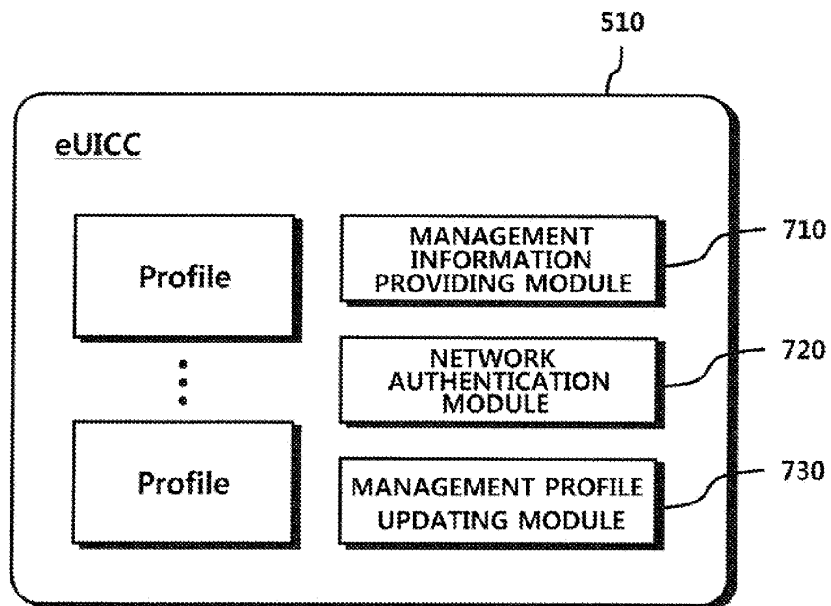 510
eUICC
Profile
MANAGEMENT
INFORMATION
PROVIDING MODULE
710
NETWORK
AUTHENTICATION
MODULE
720
Profile
MANAGEMENT PROFILE
UPDATING MODULE
730